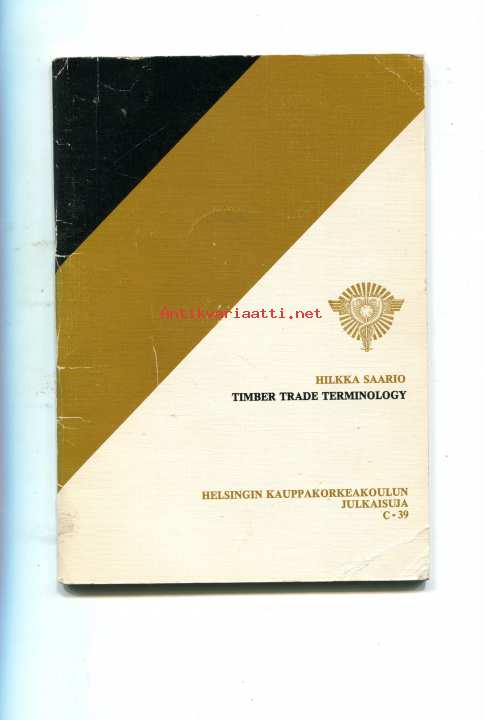 Antikvariaatti.net
HILKKA SAARIO
TIMBER TRADE TERMINOLOGY
HELSINGIN KAUPPAKORKEAKOULUN
JULKAISUJA
C-39